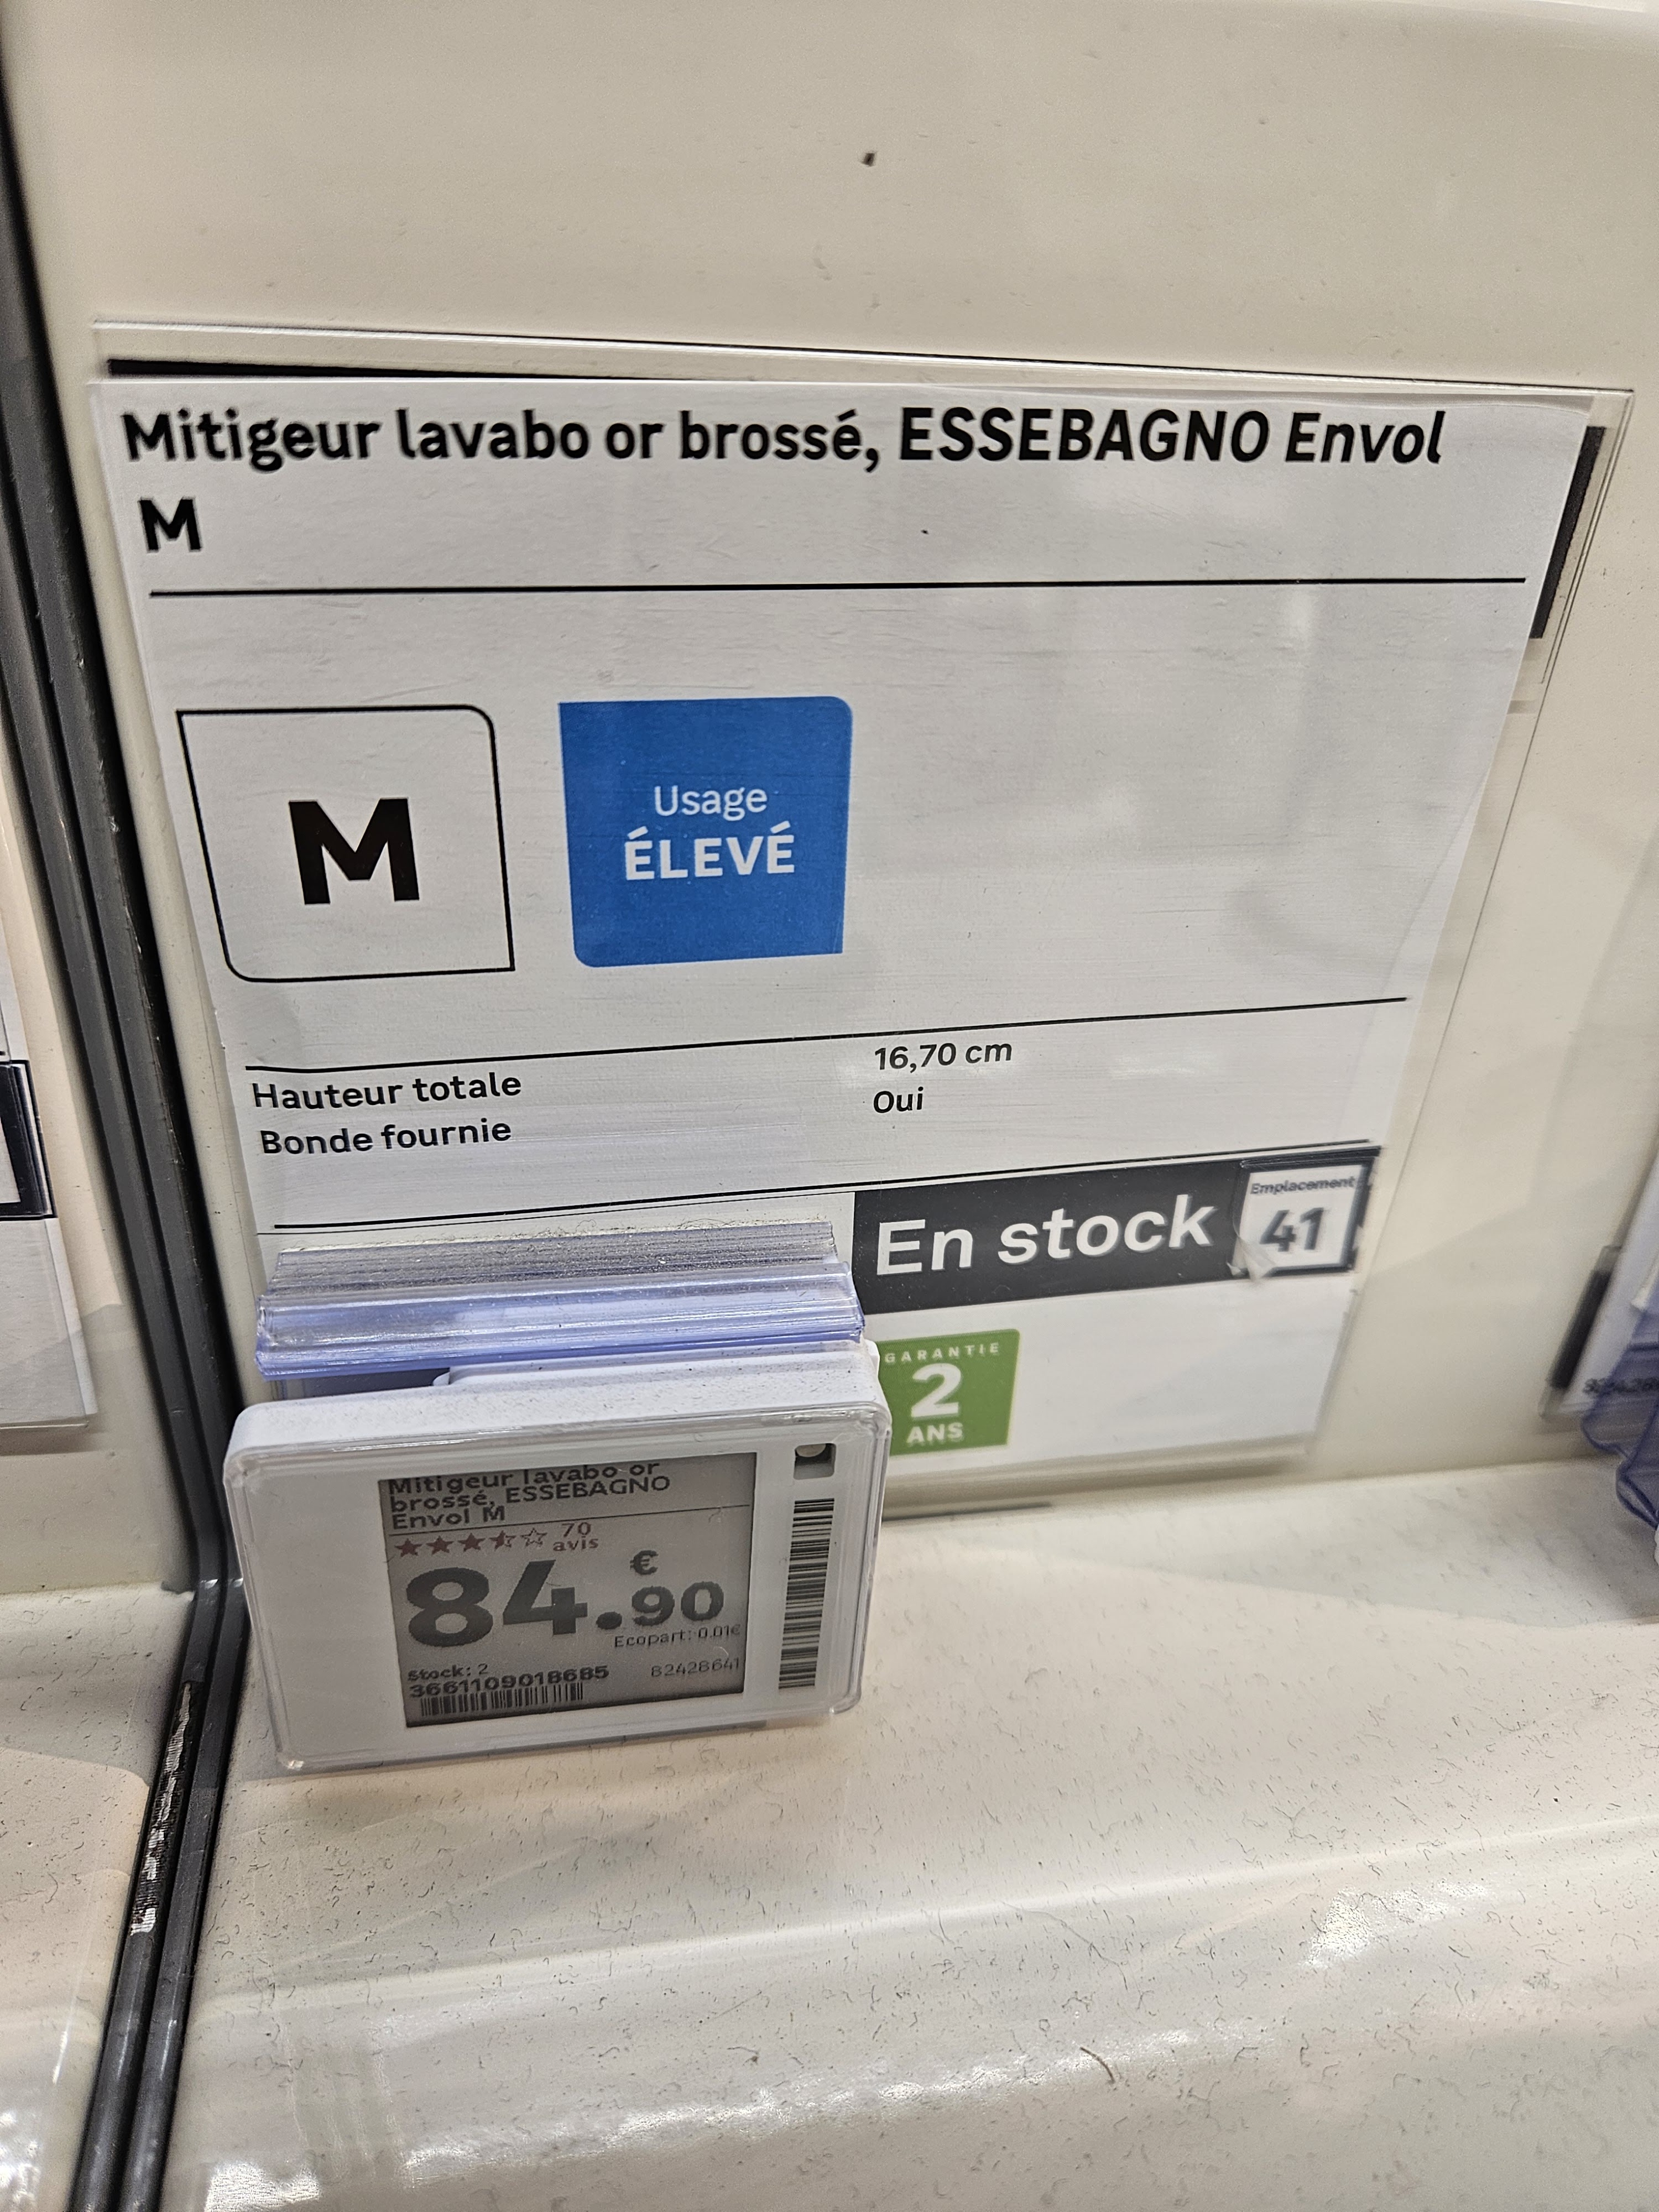 Mitigeur lavabo or brossé, ESSEBAGNO Envol
M
M
Usage
ÉLEVÉ
Hauteur totale 16,70 cm
Bonde fournie Oui
En stock
Emplacement
41
GARANTIE
2
ANS
Mitigeur lavabo or
brossé, ESSEBAGNO
Envol M
70
avis
84.90 €
Ecopart: 0.01€
Stock: 2
3661109018685 82428641